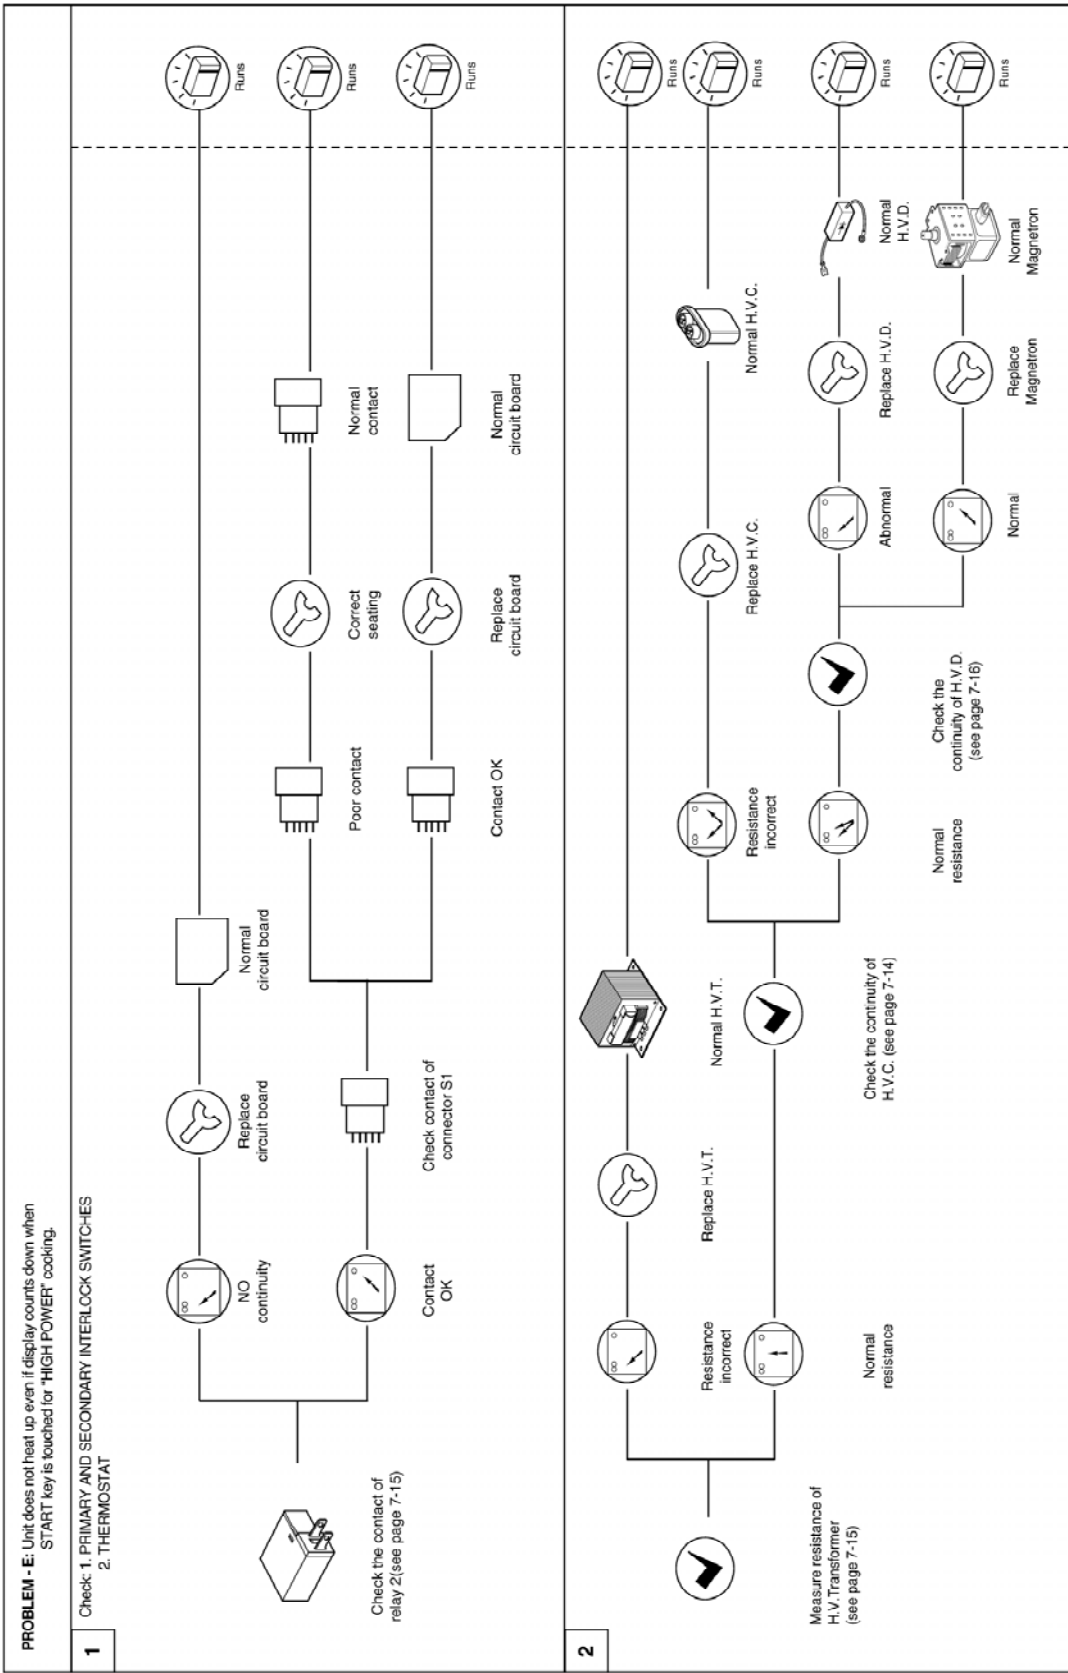 PROBLEM - E: Unit does not heat up even if display counts down when
START key is touched for "HIGH POWER" cooking.
1
Check: 1. PRIMARY AND SECONDARY INTERLOCK SWITCHES
2. THERMOSTAT
Check the contact of
relay 2(see page 7-15)
NO
continuity
Replace
circuit board
Normal
circuit board
Runs
Contact
OK
Check contact of
connector S1
Poor contact
Correct
seating
Normal
contact
Runs
Contact OK
Replace
circuit board
Normal
circuit board
Runs
2
Measure resistance of
H.V. Transformer
(see page 7-15)
Resistance
incorrect
Replace H.V.T.
Normal H.V.T.
Runs
Normal
resistance
Check the continuity of
H.V.C. (see page 7-14)
Resistance
incorrect
Replace H.V.C.
Normal H.V.C.
Runs
Normal
resistance
Check the
continuity of H.V.D.
(see page 7-16)
Abnormal
Replace H.V.D.
Normal
H.V.D.
Runs
Normal
Replace
Magnetron
Normal
Magnetron
Runs